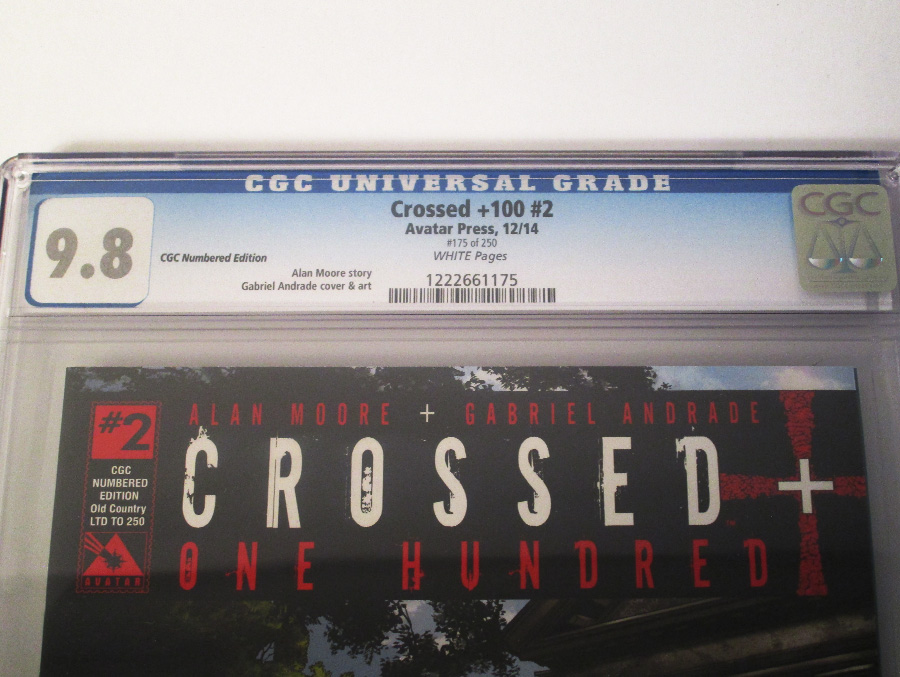 CGC UNIVERSAL GRADE
9.8
CGC Numbered Edition
Alan Moore story
Gabriel Andrade cover & art
Crossed +100 #2
Avatar Press, 12/14
#175 of 250
WHITE Pages
1222661175
CGC
#2
CGC
NUMBERED
EDITION
Old Country
LTD TO 250
AVATAR
ALAN MOORE + GABRIEL ANDRADE
CROSSED +
TM
ONE HUNDRED